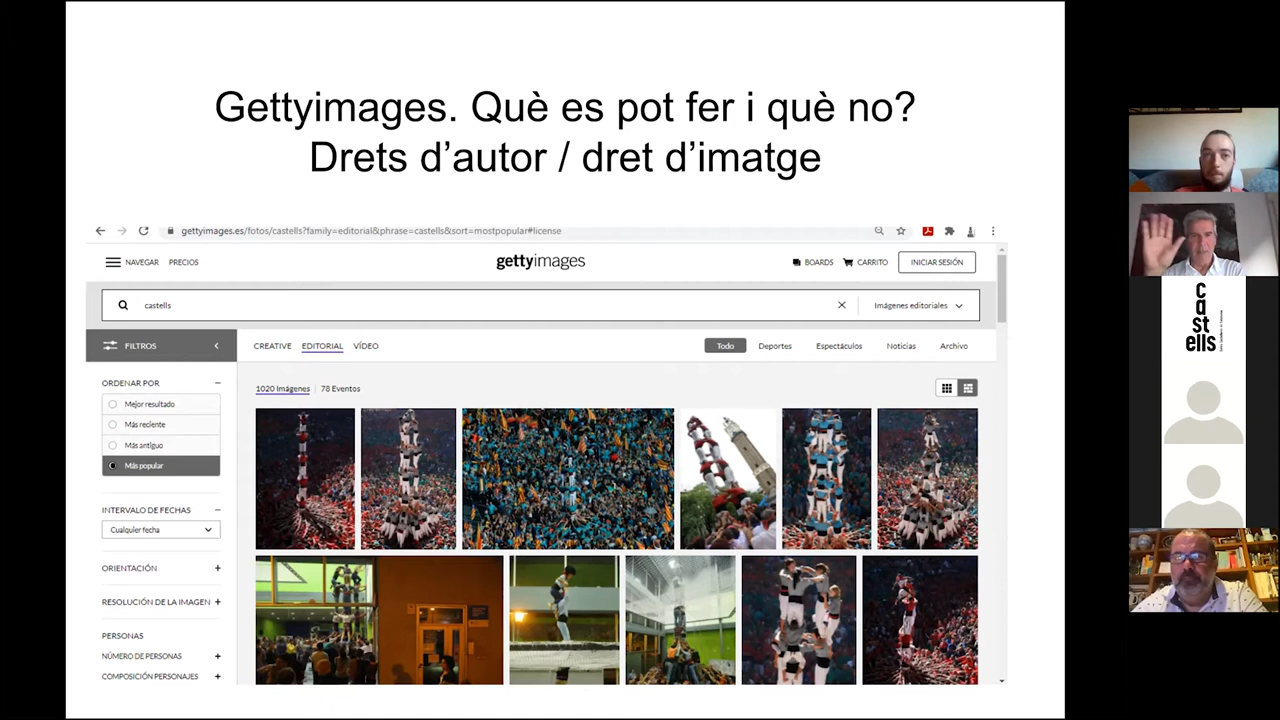 Gettyimages. Què es pot fer i què no?
Drets d'autor / dret d'imatge
gettyimages.es/fotos/castells?family=editorial&phrase=castells&sort=mostpopular#license
NAVEGAR PRECIOS gettyimages BOARDS CARRITO INICIAR SESIÓN
castells Imágenes editoriales
FILTROS CREATIVE EDITORIAL VÍDEO Todo Deportes Espectáculos Noticias Archivo
ORDENAR POR
1020 Imágenes | 78 Eventos
Mejor resultado
Más reciente
Más antiguo
Más popular
INTERVALO DE FECHAS
Cualquier fecha
ORIENTACIÓN
RESOLUCIÓN DE LA IMAGEN
PERSONAS
NÚMERO DE PERSONAS
COMPOSICIÓN PERSONAJES
c
a
st
ells